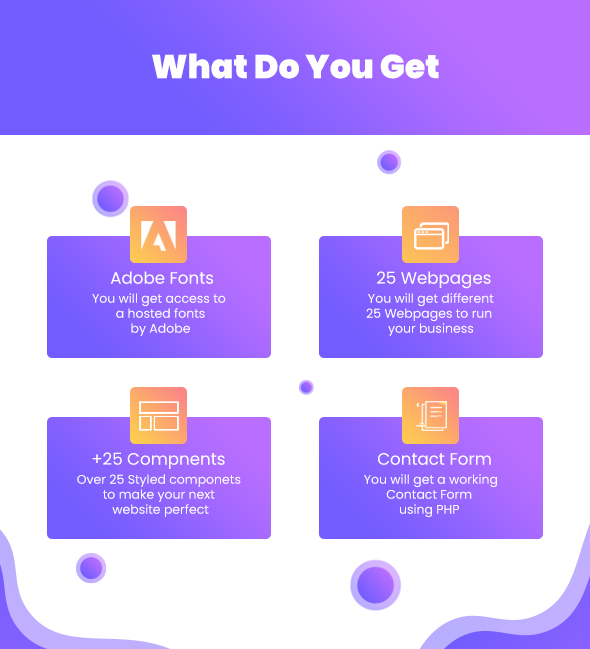 What Do You Get
Adobe Fonts
You will get access to
a hosted fonts
by Adobe
25 Webpages
You will get different
25 Webpages to run
your business
+25 Compnents
Over 25 Styled componets
to make your next
website perfect
Contact Form
You will get a working
Contact Form
using PHP